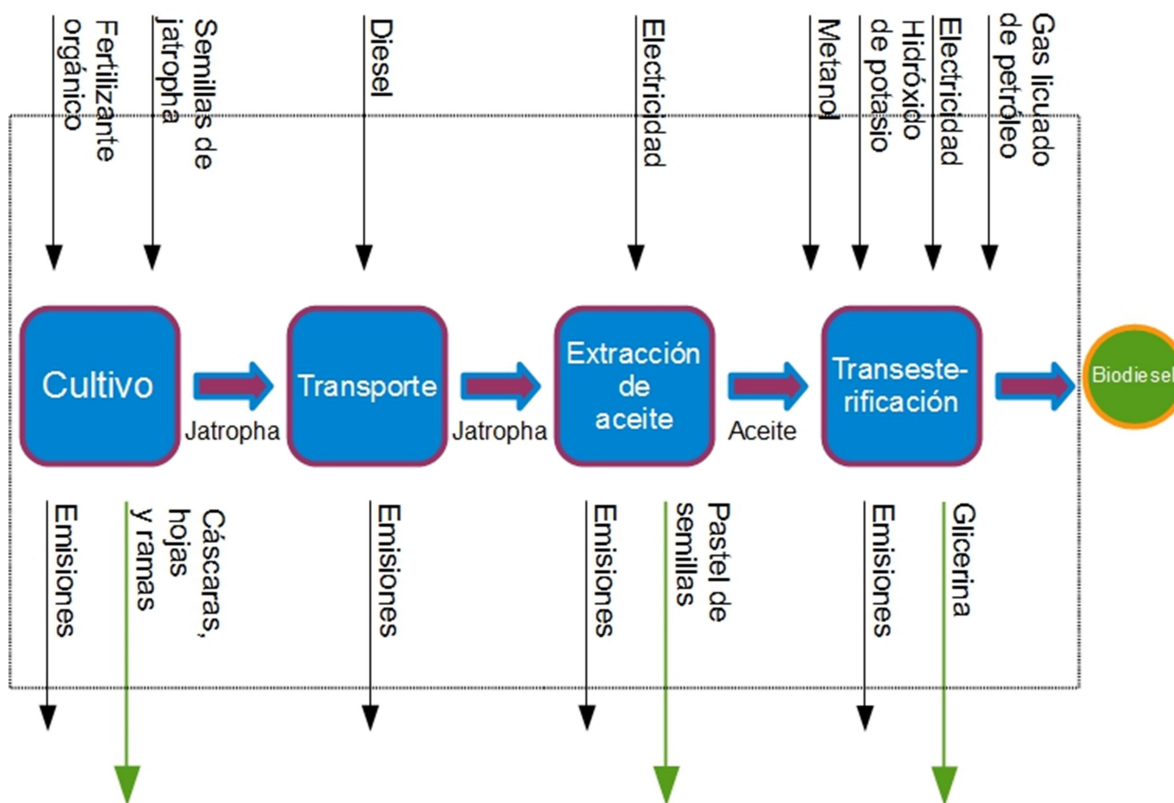 Fertilizante
orgánico
Semillas de
jatropha
Diesel
Electricidad
Metanol
Hidróxido
de potasio
Electricidad
Gas licuado
de petróleo
Cultivo
Jatropha
Transporte
Jatropha
Extracción
de
aceite
Aceite
Transeste-
rificación
Biodiesel
Emisiones
Cáscaras,
hojas
y ramas
Emisiones
Emisiones
Pastel de
semillas
Emisiones
Glicerina